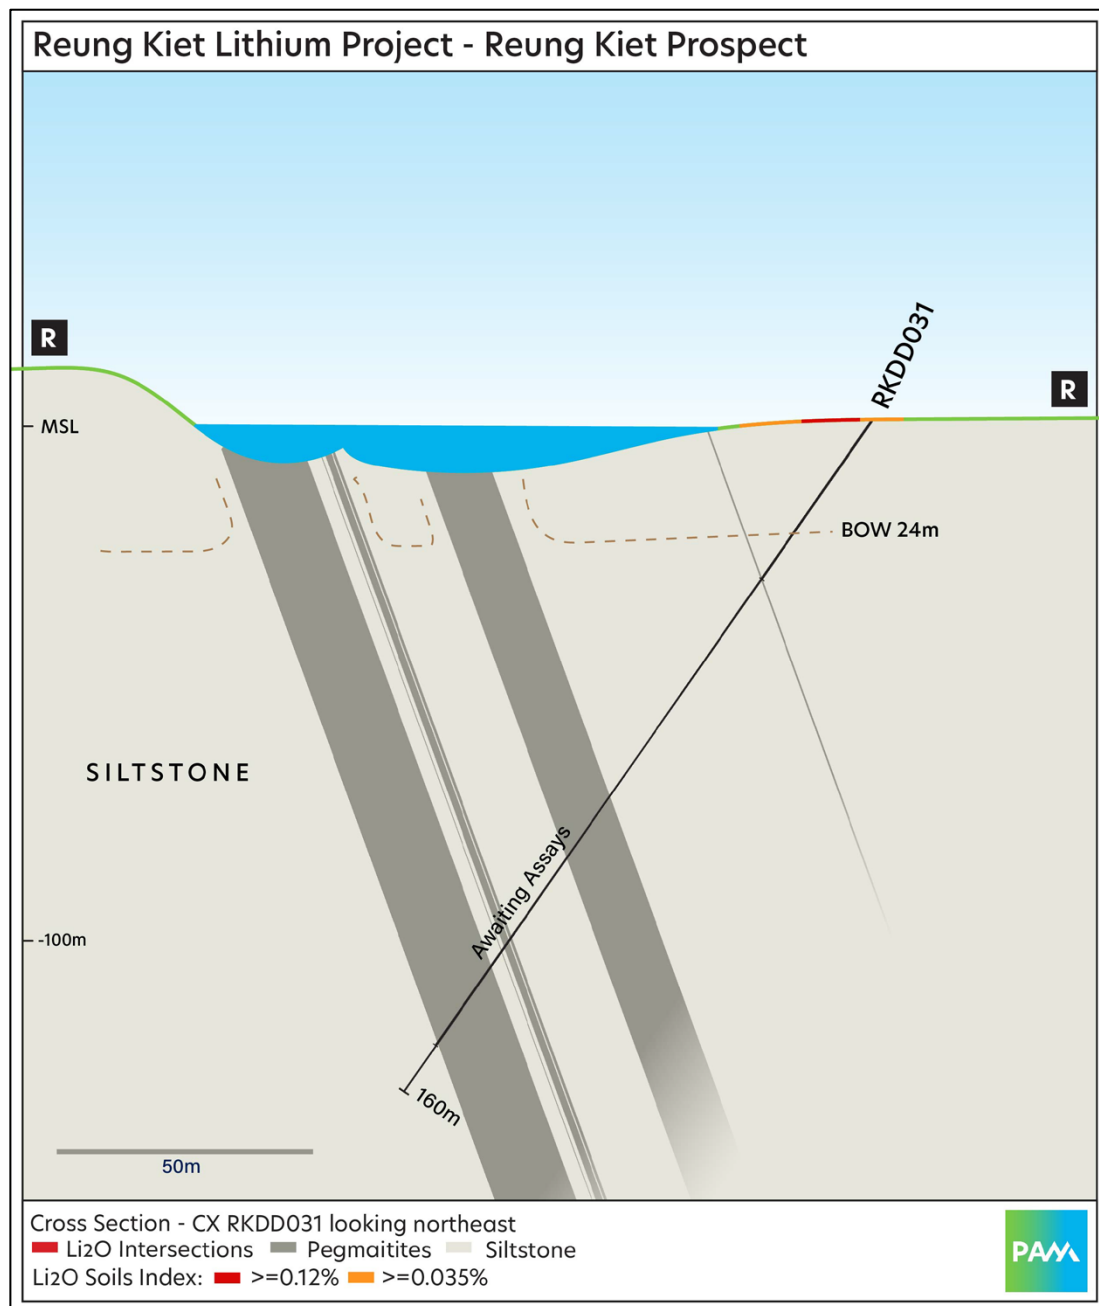 Reung Kiet Lithium Project - Reung Kiet Prospect
RKDD031
R
R
MSL
BOW 24m
SILTSTONE
Awaiting Assays
-100m
160m
50m
Cross Section - CX RKDD031 looking northeast
Li2O Intersections Pegmaitites Siltstone
Li2O Soils Index: >=0.12% >=0.035%
PAM